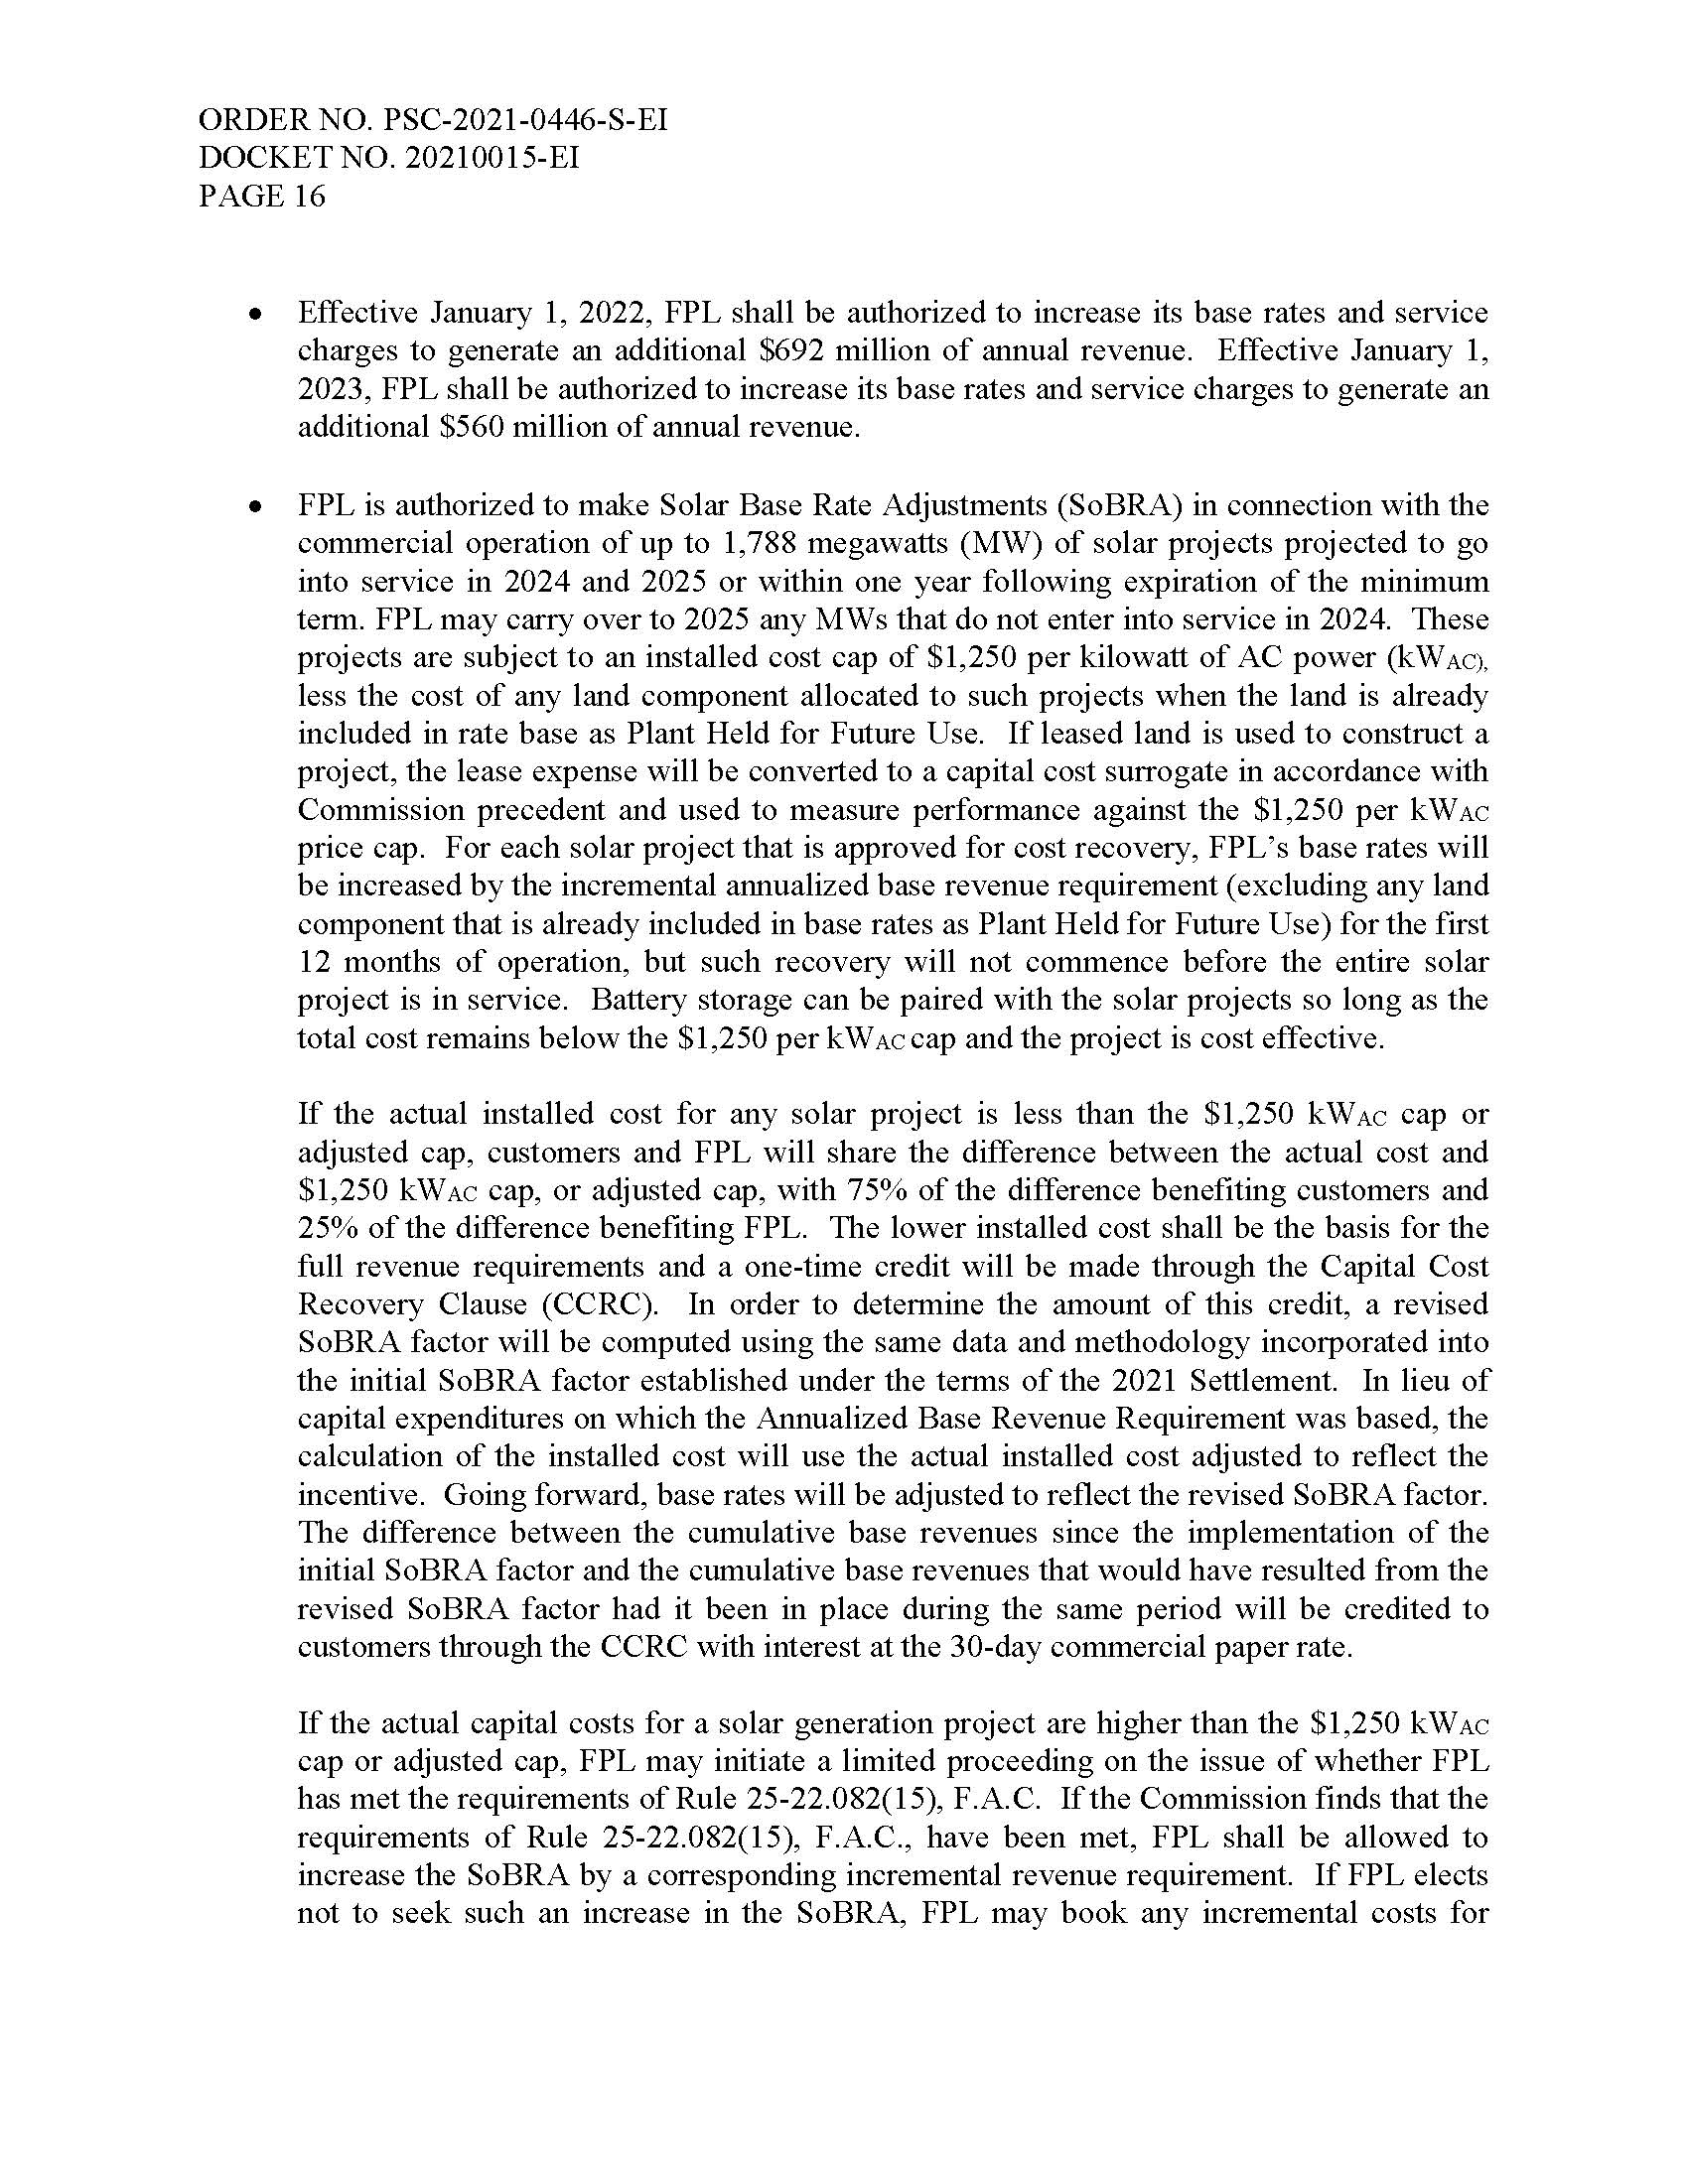 ORDER NO. PSC-2021-0446-S-EI
DOCKET NO. 20210015-EI
PAGE 16
• Effective January 1, 2022, FPL shall be authorized to increase its base rates and service
charges to generate an additional $692 million of annual revenue. Effective January 1,
2023, FPL shall be authorized to increase its base rates and service charges to generate an
additional $560 million of annual revenue.
• FPL is authorized to make Solar Base Rate Adjustments (SoBRA) in connection with the
commercial operation of up to 1,788 megawatts (MW) of solar projects projected to go
into service in 2024 and 2025 or within one year following expiration of the minimum
term. FPL may carry over to 2025 any MWs that do not enter into service in 2024. These
projects are subject to an installed cost cap of $1,250 per kilowatt of AC power (kWAC),
less the cost of any land component allocated to such projects when the land is already
included in rate base as Plant Held for Future Use. If leased land is used to construct a
project, the lease expense will be converted to a capital cost surrogate in accordance with
Commission precedent and used to measure performance against the $1,250 per kWAC
price cap. For each solar project that is approved for cost recovery, FPL’s base rates will
be increased by the incremental annualized base revenue requirement (excluding any land
component that is already included in base rates as Plant Held for Future Use) for the first
12 months of operation, but such recovery will not commence before the entire solar
project is in service. Battery storage can be paired with the solar projects so long as the
total cost remains below the $1,250 per kWAC cap and the project is cost effective.
If the actual installed cost for any solar project is less than the $1,250 kWAC cap or
adjusted cap, customers and FPL will share the difference between the actual cost and
$1,250 kWAC cap, or adjusted cap, with 75% of the difference benefiting customers and
25% of the difference benefiting FPL. The lower installed cost shall be the basis for the
full revenue requirements and a one-time credit will be made through the Capital Cost
Recovery Clause (CCRC). In order to determine the amount of this credit, a revised
SoBRA factor will be computed using the same data and methodology incorporated into
the initial SoBRA factor established under the terms of the 2021 Settlement. In lieu of
capital expenditures on which the Annualized Base Revenue Requirement was based, the
calculation of the installed cost will use the actual installed cost adjusted to reflect the
incentive. Going forward, base rates will be adjusted to reflect the revised SoBRA factor.
The difference between the cumulative base revenues since the implementation of the
initial SoBRA factor and the cumulative base revenues that would have resulted from the
revised SoBRA factor had it been in place during the same period will be credited to
customers through the CCRC with interest at the 30-day commercial paper rate.
If the actual capital costs for a solar generation project are higher than the $1,250 kWAC
cap or adjusted cap, FPL may initiate a limited proceeding on the issue of whether FPL
has met the requirements of Rule 25-22.082(15), F.A.C. If the Commission finds that the
requirements of Rule 25-22.082(15), F.A.C., have been met, FPL shall be allowed to
increase the SoBRA by a corresponding incremental revenue requirement. If FPL elects
not to seek such an increase in the SoBRA, FPL may book any incremental costs for